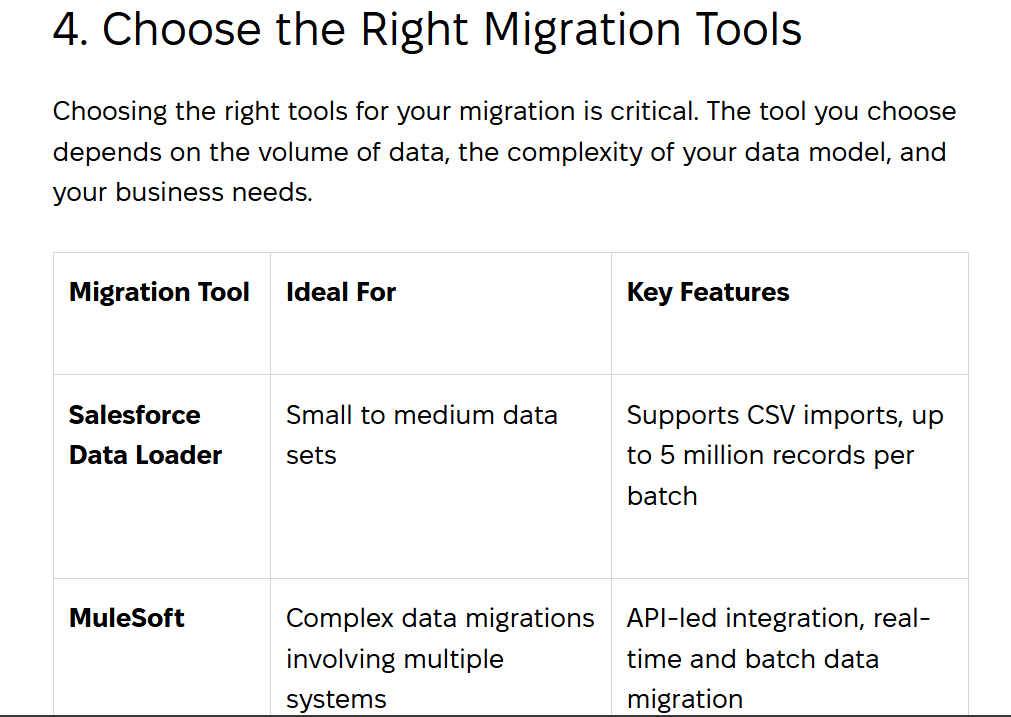 4. Choose the Right Migration Tools
Choosing the right tools for your migration is critical. The tool you choose
depends on the volume of data, the complexity of your data model, and
your business needs.
Migration Tool
Ideal For
Key Features
Salesforce
Data Loader
Small to medium data
sets
Supports CSV imports, up
to 5 million records per
batch
MuleSoft
Complex data migrations
involving multiple
systems
API-led integration, real-
time and batch data
migration